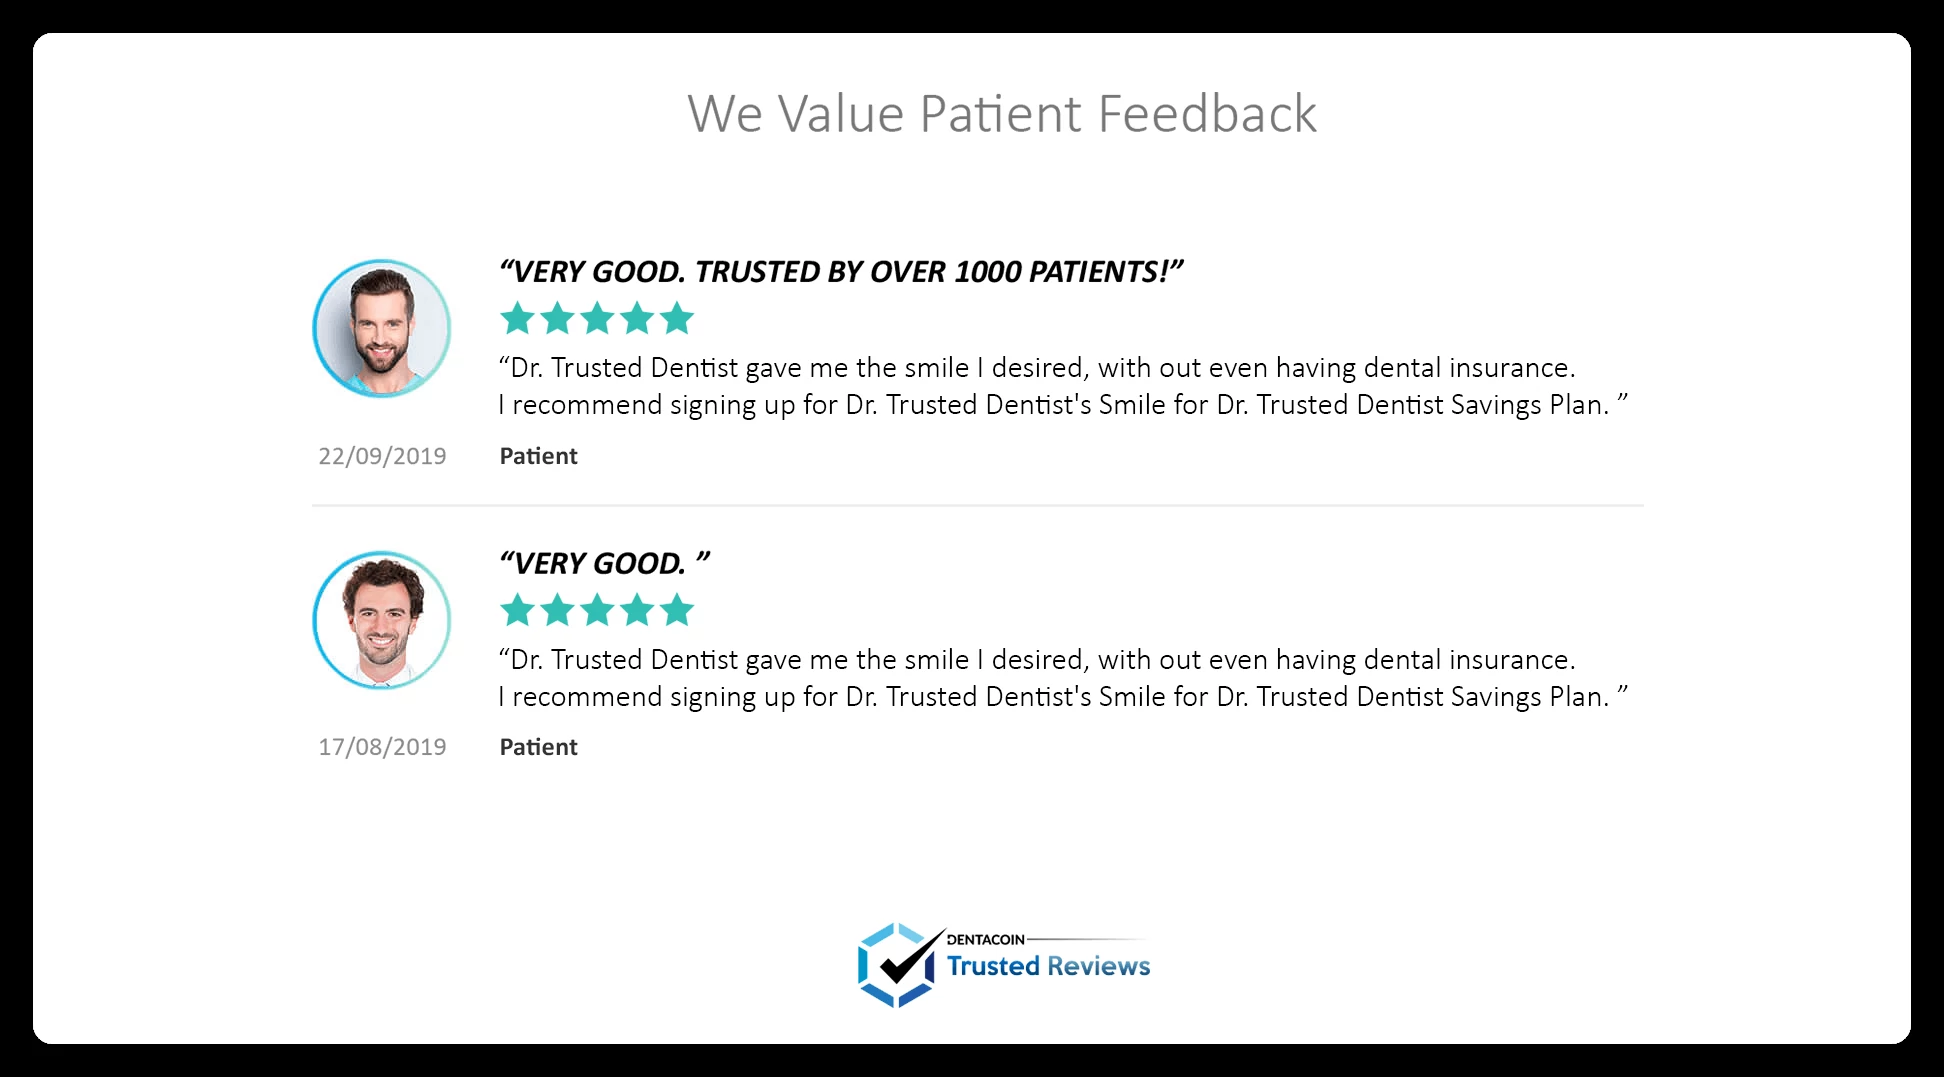 We Value Patient Feedback
“VERY GOOD. TRUSTED BY OVER 1000 PATIENTS!”
“Dr. Trusted Dentist gave me the smile I desired, with out even having dental insurance.
I recommend signing up for Dr. Trusted Dentist's Smile for Dr. Trusted Dentist Savings Plan. ”
22/09/2019 Patient
“VERY GOOD. ”
“Dr. Trusted Dentist gave me the smile I desired, with out even having dental insurance.
I recommend signing up for Dr. Trusted Dentist's Smile for Dr. Trusted Dentist Savings Plan. ”
17/08/2019 Patient
DENTACOIN
Trusted Reviews